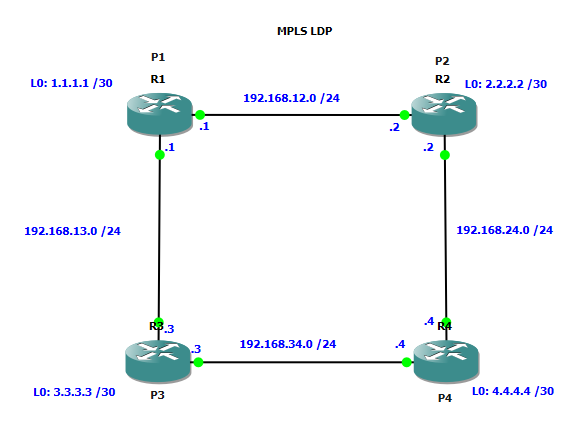 MPLS LDP
P1
R1
L0: 1.1.1.1 /30
P2
R2
L0: 2.2.2.2 /30
192.168.12.0 /24
.1
.2
.1
.2
192.168.13.0 /24
192.168.24.0 /24
R3
.3
.4
R4
.3
192.168.34.0 /24
.4
L0: 3.3.3.3 /30
P3
L0: 4.4.4.4 /30
P4